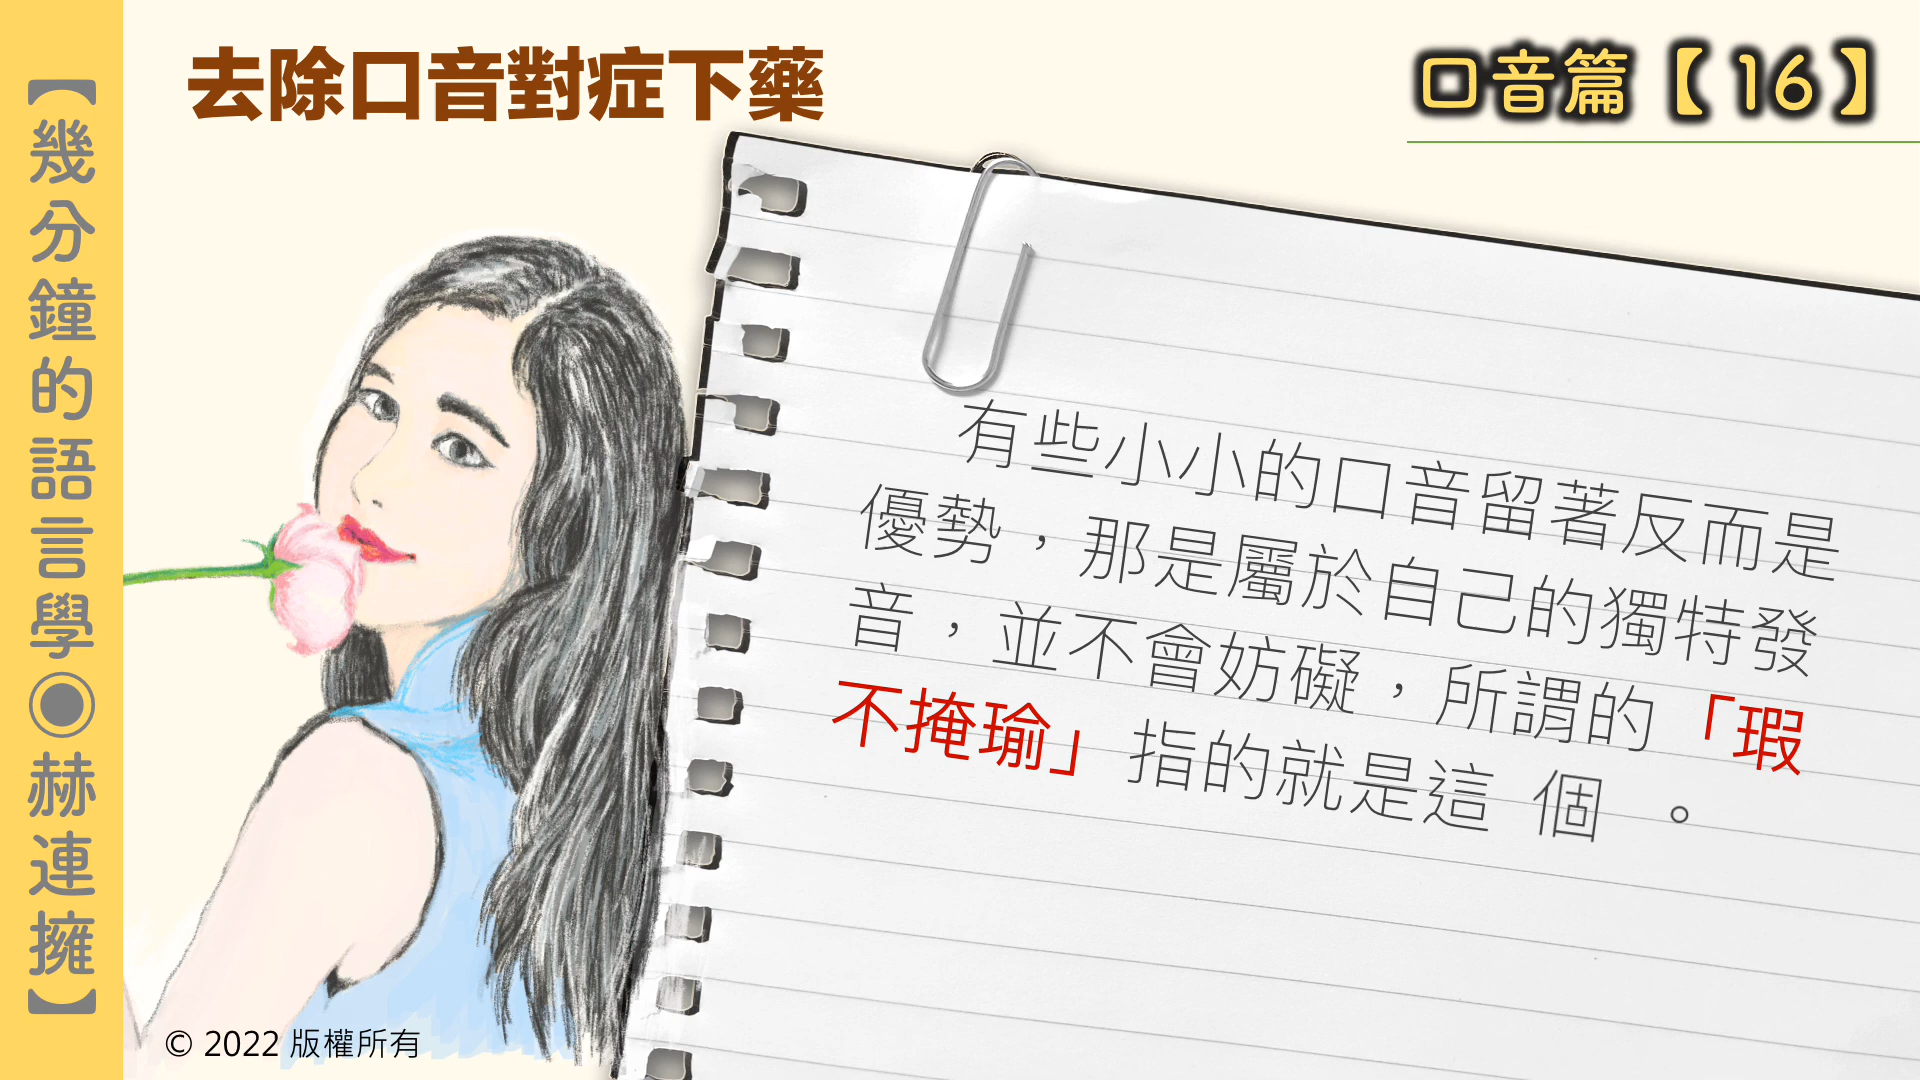 【幾分鐘的語言學◉赫連擁】
去除口音對症下藥
口音篇【16】
有些小小的口音留著反而是
優勢，那是屬於自己的獨特發
音，並不會妨礙，所謂的「瑕
不掩瑜」指的就是這 個 。
© 2022 版權所有